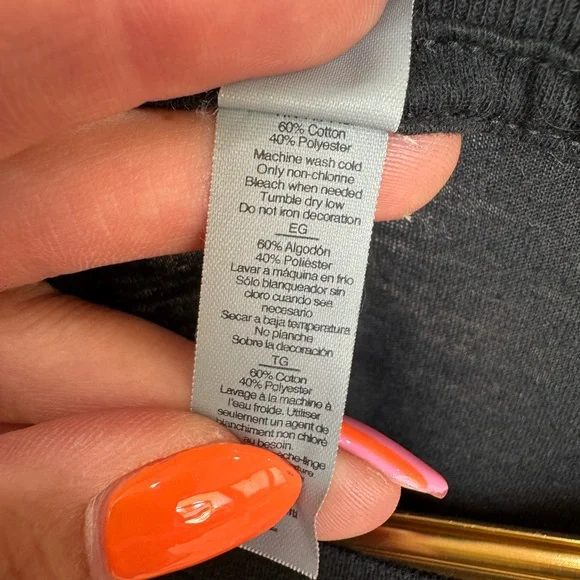 60% Cotton
40% Polyester
Machine wash cold
Only non-chlorine
Bleach when needed
Tumble dry low
Do not iron decoration
EG
60% Algodón
40% Poliéster
Lavar a máquina en frio
Sólo blanqueador sin
cloro cuando sea
necesario
Secar a baja temperatura
No planche
Sobre la decoración
TG
60% Coton
40% Polyester
Lavage à la machine à
l'eau froide. Utiliser
seulement un agent de
blanchiment non chloré
au besoin.